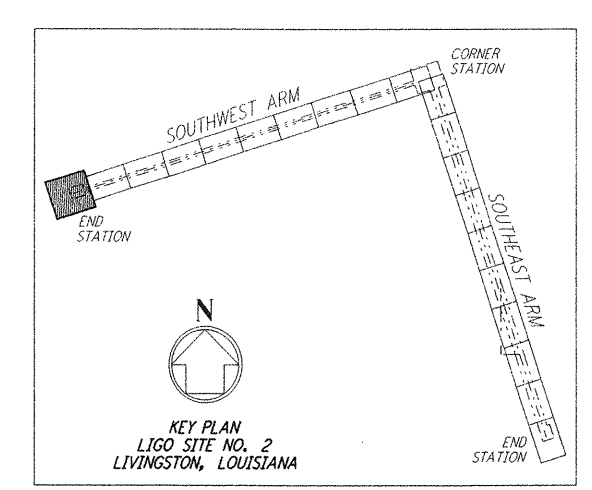 CORNER
STATION
SOUTHWEST ARM
END
STATION
SOUTHEAST ARM
N
KEY PLAN
LIGO SITE NO. 2
LIVINGSTON, LOUISIANA
END
STATION